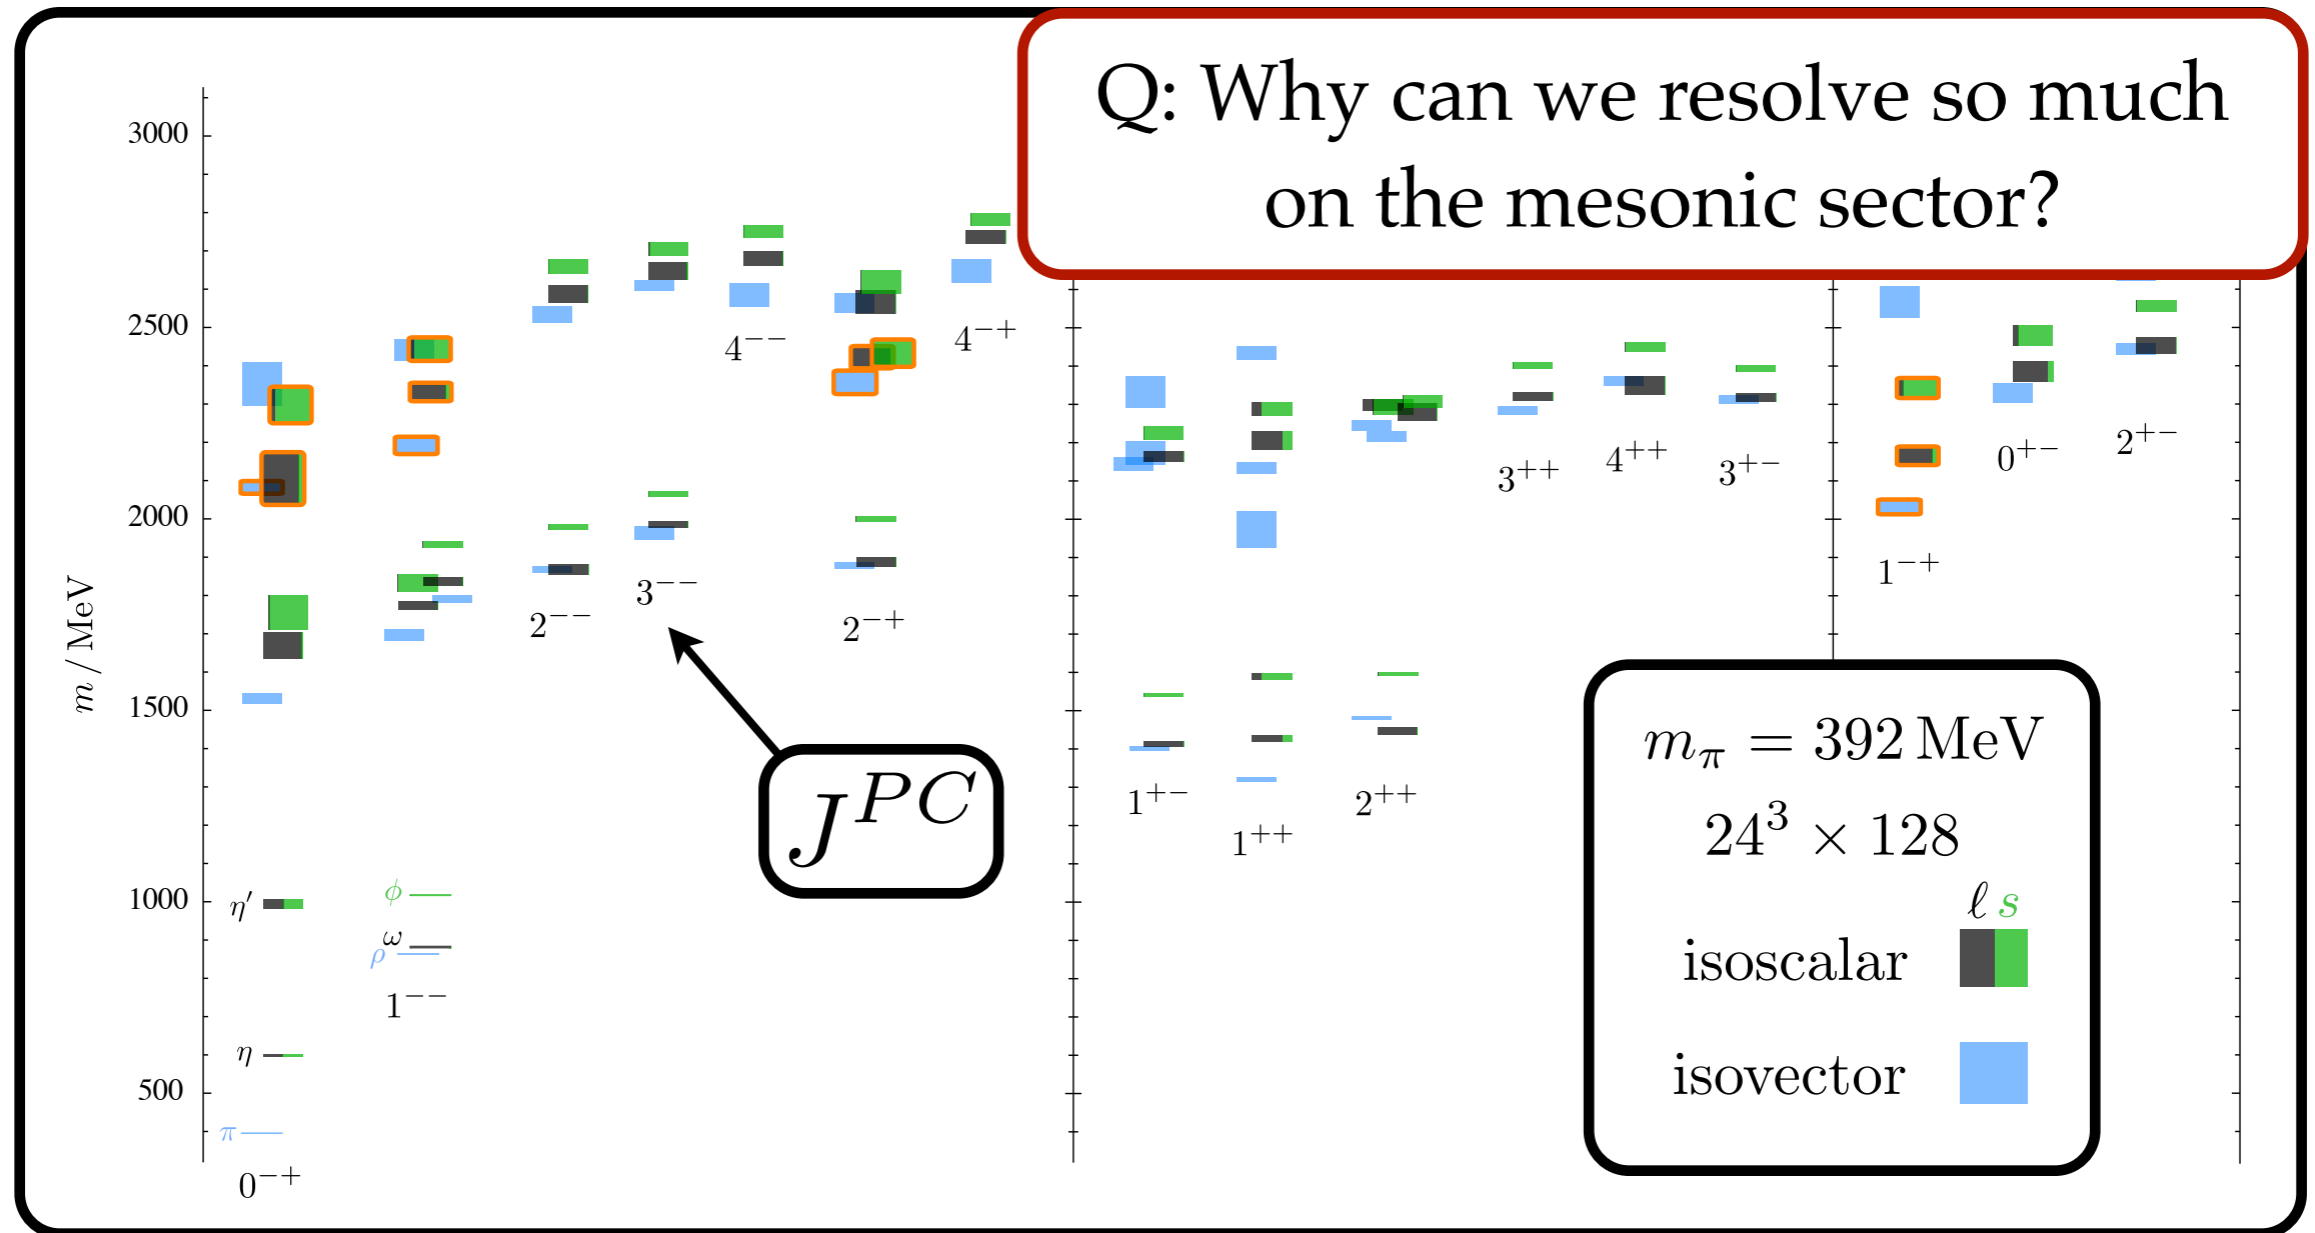 Q: Why can we resolve so much
on the mesonic sector?
3000
2500
2000
1500
1000
500
m / MeV
4⁻⁻
4⁻⁺
2⁻⁻
3⁻⁻
2⁻⁺
η′
ϕ
ω
ρ
1⁻⁻
η
π
0⁻⁺
J^{PC}
3⁺⁺
4⁺⁺
3⁺⁻
1⁺⁻
1⁺⁺
2⁺⁺
0⁺⁻
2⁺⁻
1⁻⁺
m_π = 392 MeV
24³ × 128
ℓ s
isoscalar
isovector